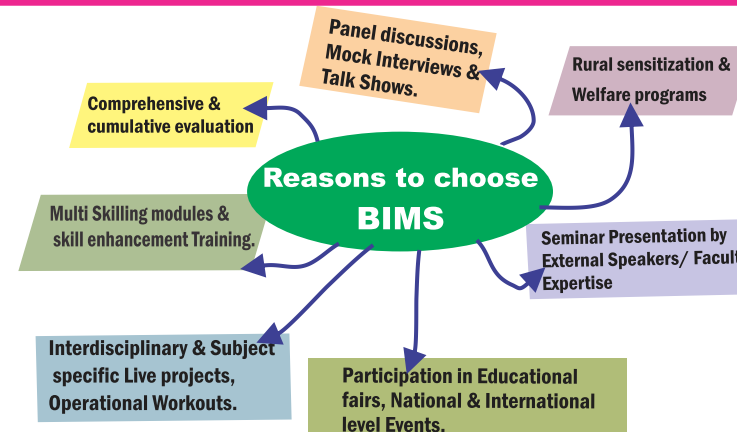 Panel discussions,
Mock Interviews &
Talk Shows.
Rural sensitization &
Welfare programs
Comprehensive &
cumulative evaluation
Reasons to choose
BIMS
Multi Skilling modules &
skill enhancement Training.
Seminar Presentation by
External Speakers/
Expertise
Interdisciplinary & Subject
specific Live projects,
Operational Workouts.
Participation in Educational
fairs, National & International
level Events.